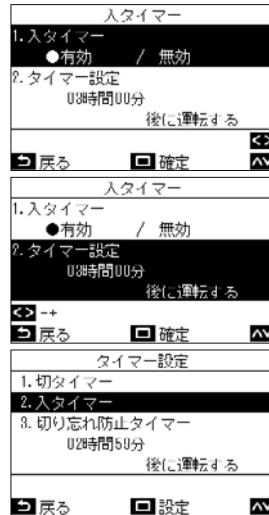 入タイマー
1.入タイマー
●有効 / 無効
2.タイマー設定
03時間00分
後に運転する
<>
戻る 確定 ∧∨
入タイマー
1.入タイマー
●有効 / 無効
2.タイマー設定
03時間00分
後に運転する
<> -+
戻る 確定 ∧∨
タイマー設定
1.切タイマー
2.入タイマー
3.切り忘れ防止タイマー
02時間59分
後に運転する
戻る 設定 ∧∨